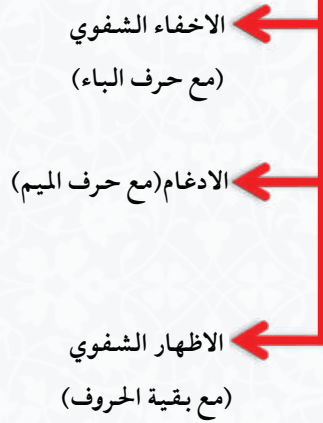 الاخفاء الشفوي
(مع حرف الباء)
الادغام(مع حرف الميم)
الاظهار الشفوي
(مع بقية الحروف)